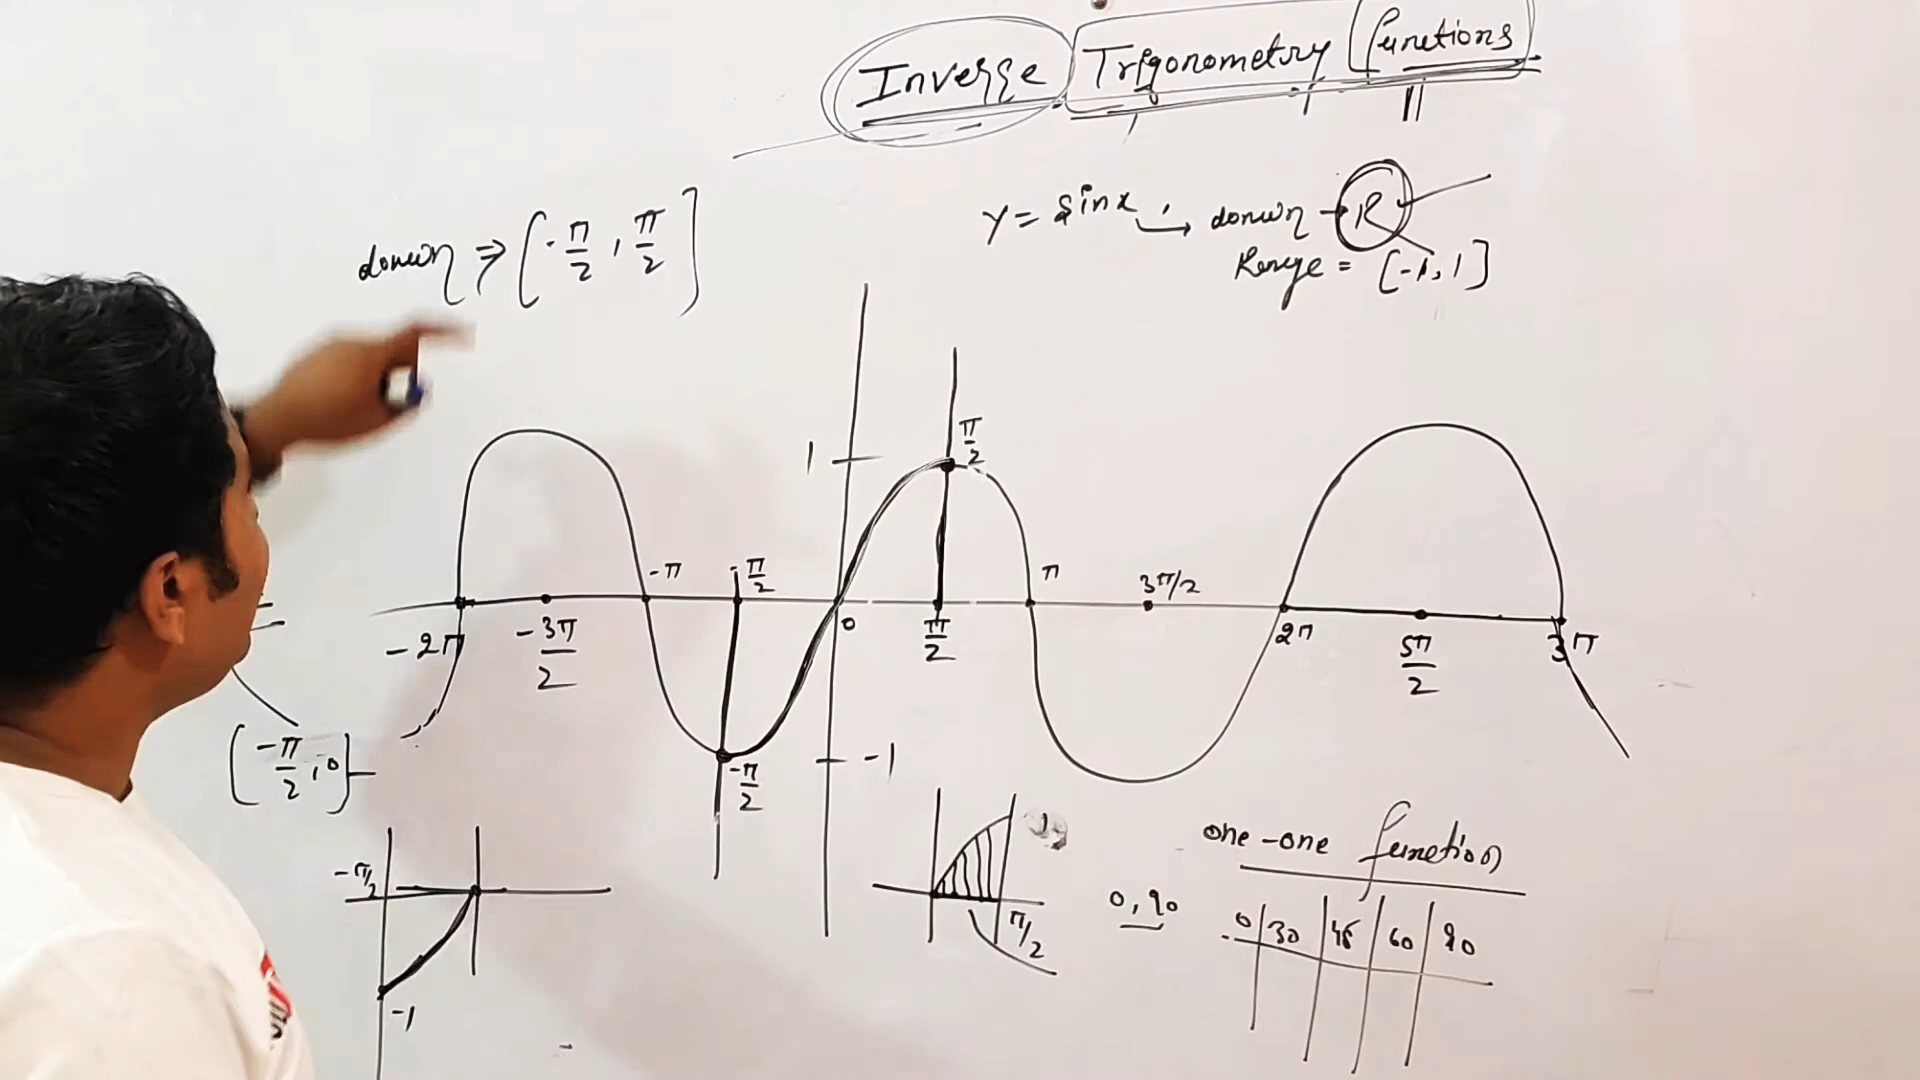 Inverse Trigonometry functions
y = sinx → domain → R
Range = [-1, 1]
domain ⇒ [-π/2, π/2]
1
π/2
-π
-π/2
π
3π/2
-2π
-3π/2
0
π/2
2π
5π/2
3π
[-π/2, 0]
-π/2
-1
one-one function
-π/2
π/2
0, 90
0 30 45 60 90
-1